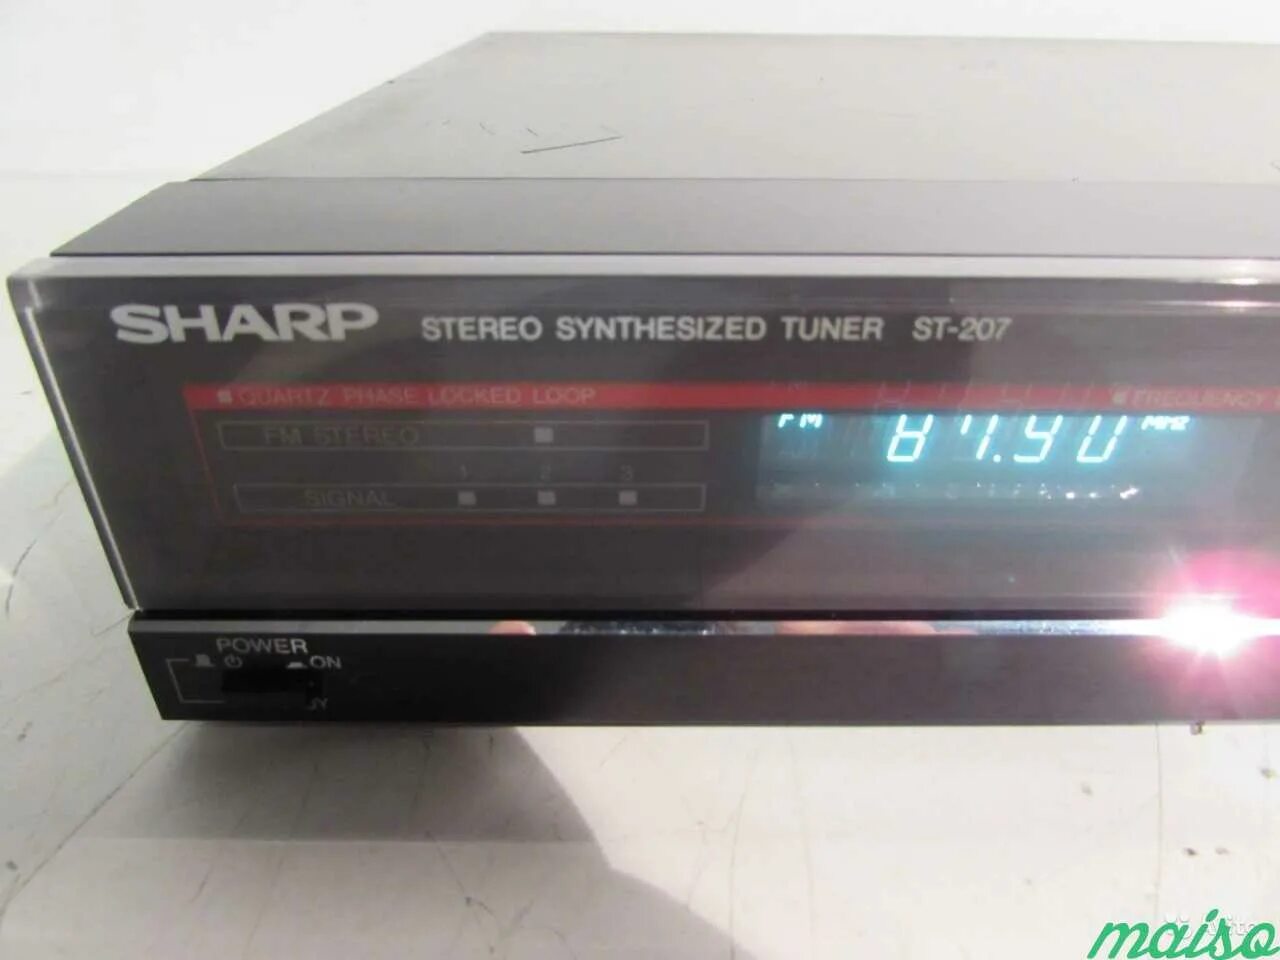 SHARP STEREO SYNTHESIZED TUNER ST-207
QUARTZ PHASE LOCKED LOOP FREQUENCY
FM STEREO
FM 87.90 MHz
1 2 3
SIGNAL
POWER
ON
maiso